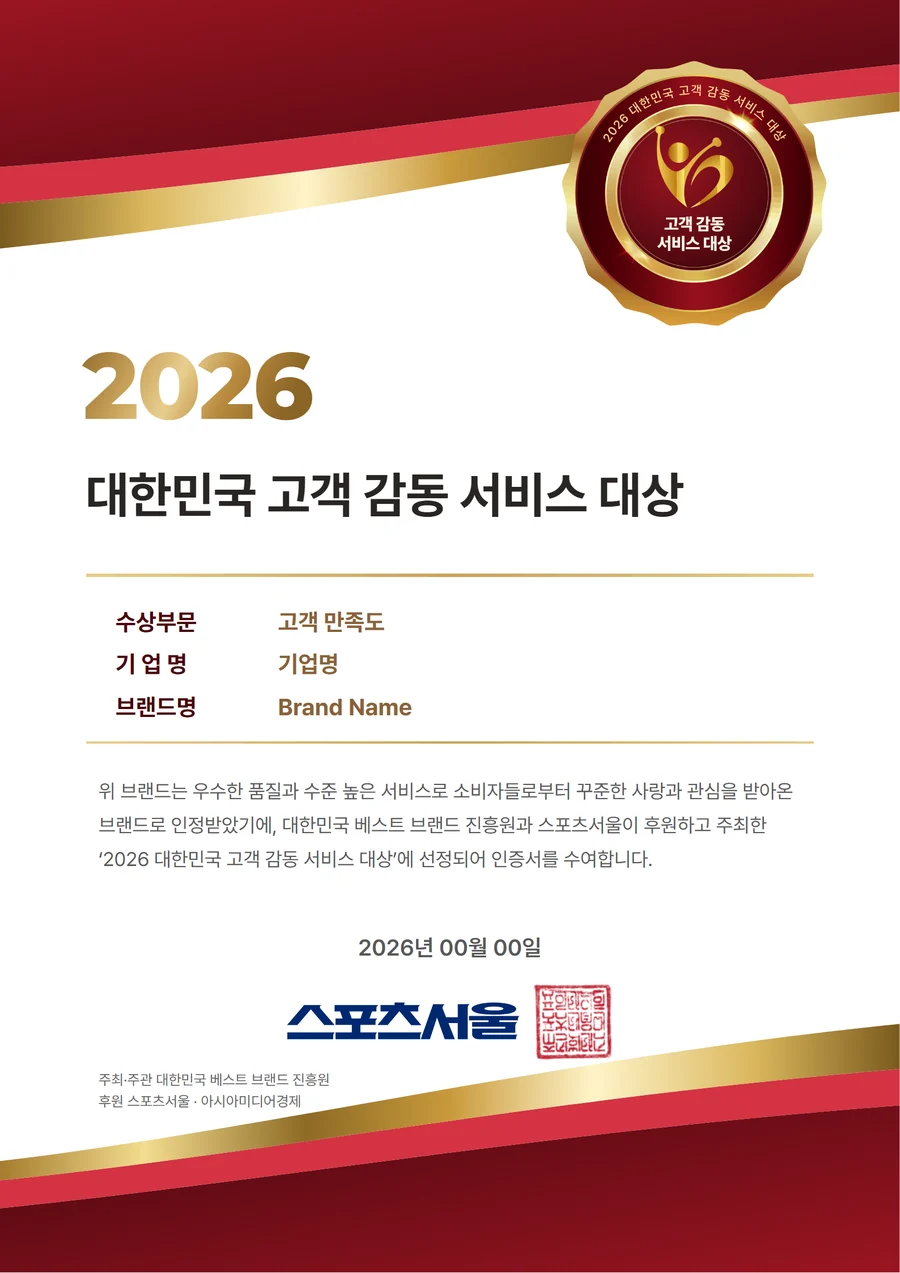 2026 대한민국 고객 감동 서비스 대상
고객 감동
서비스 대상
2026
대한민국 고객 감동 서비스 대상
수상부문 고객 만족도
기 업 명 기업명
브랜드명 Brand Name
위 브랜드는 우수한 품질과 수준 높은 서비스로 소비자들로부터 꾸준한 사랑과 관심을 받아온
브랜드로 인정받았기에, 대한민국 베스트 브랜드 진흥원과 스포츠서울이 후원하고 주최한
‘2026 대한민국 고객 감동 서비스 대상’에 선정되어 인증서를 수여합니다.
2026년 00월 00일
스포츠서울
주최·주관 대한민국 베스트 브랜드 진흥원
후원 스포츠서울 · 아시아미디어경제